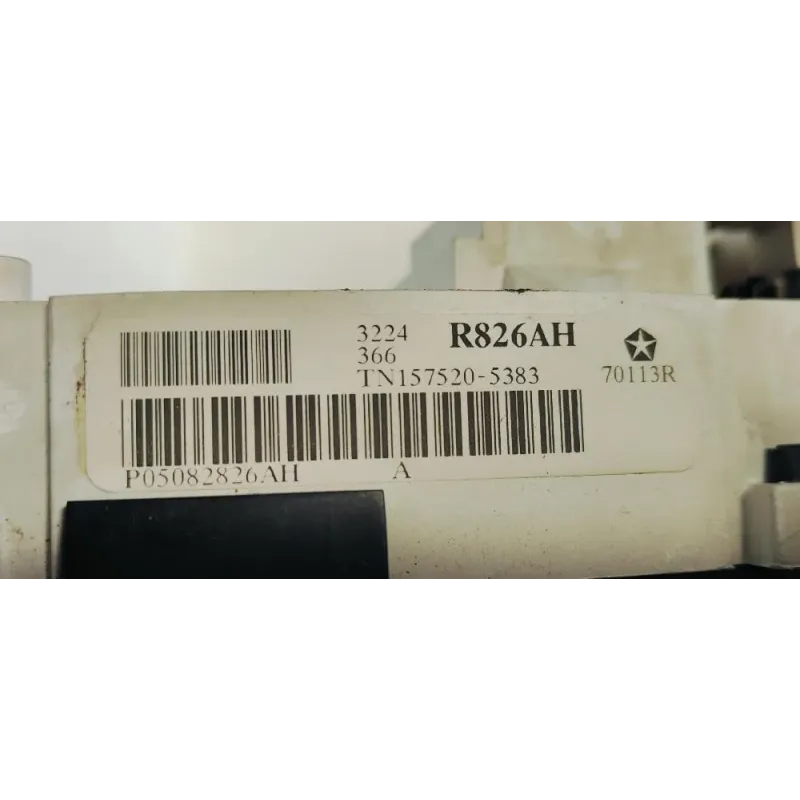 3224 R826AH
366
TN157520-5383 70113R
P05082826AH A